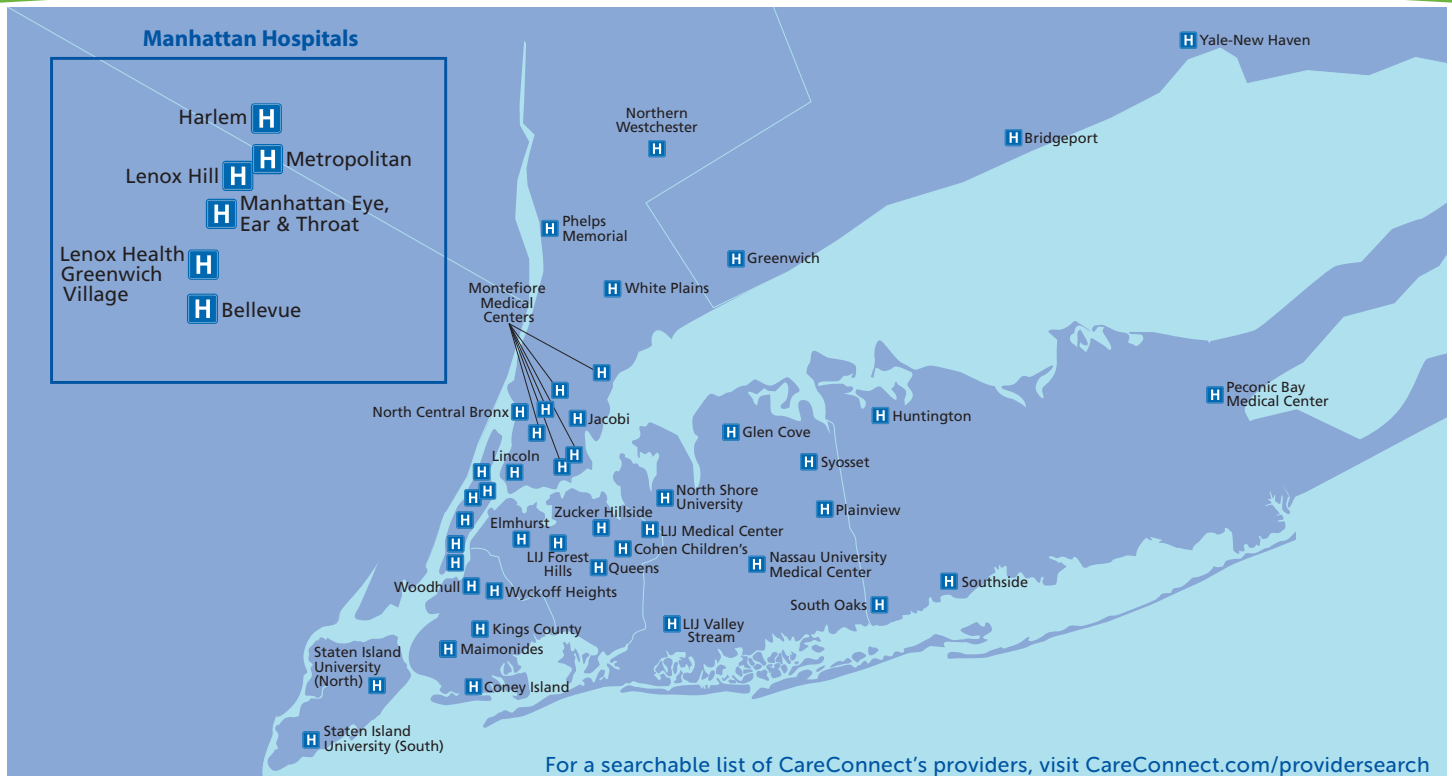 Manhattan Hospitals
Harlem H
H Metropolitan
Lenox Hill H
H Manhattan Eye,
Ear & Throat
Lenox Health
Greenwich H
Village
H Bellevue
H Yale-New Haven
H Bridgeport
Northern
Westchester
H
H Phelps
Memorial
H Greenwich
H White Plains
Montefiore
Medical
Centers
H
H
H
H
H
H
North Central Bronx H
H Jacobi
Lincoln
H
H
H
H
H
H
H
H Glen Cove
H Huntington
H Peconic Bay
Medical Center
H Syosset
H North Shore
University
H Plainview
Zucker Hillside
H
Elmhurst
H
H LIJ Medical Center
H
LIJ Forest
Hills
H Cohen Children's
H Queens
H Nassau University
Medical Center
Woodhull H
H Wyckoff Heights
H Southside
South Oaks H
H LIJ Valley
Stream
H Kings County
H Maimonides
Staten Island
University
(North) H
H Coney Island
H Staten Island
University (South)
For a searchable list of CareConnect's providers, visit CareConnect.com/providersearch